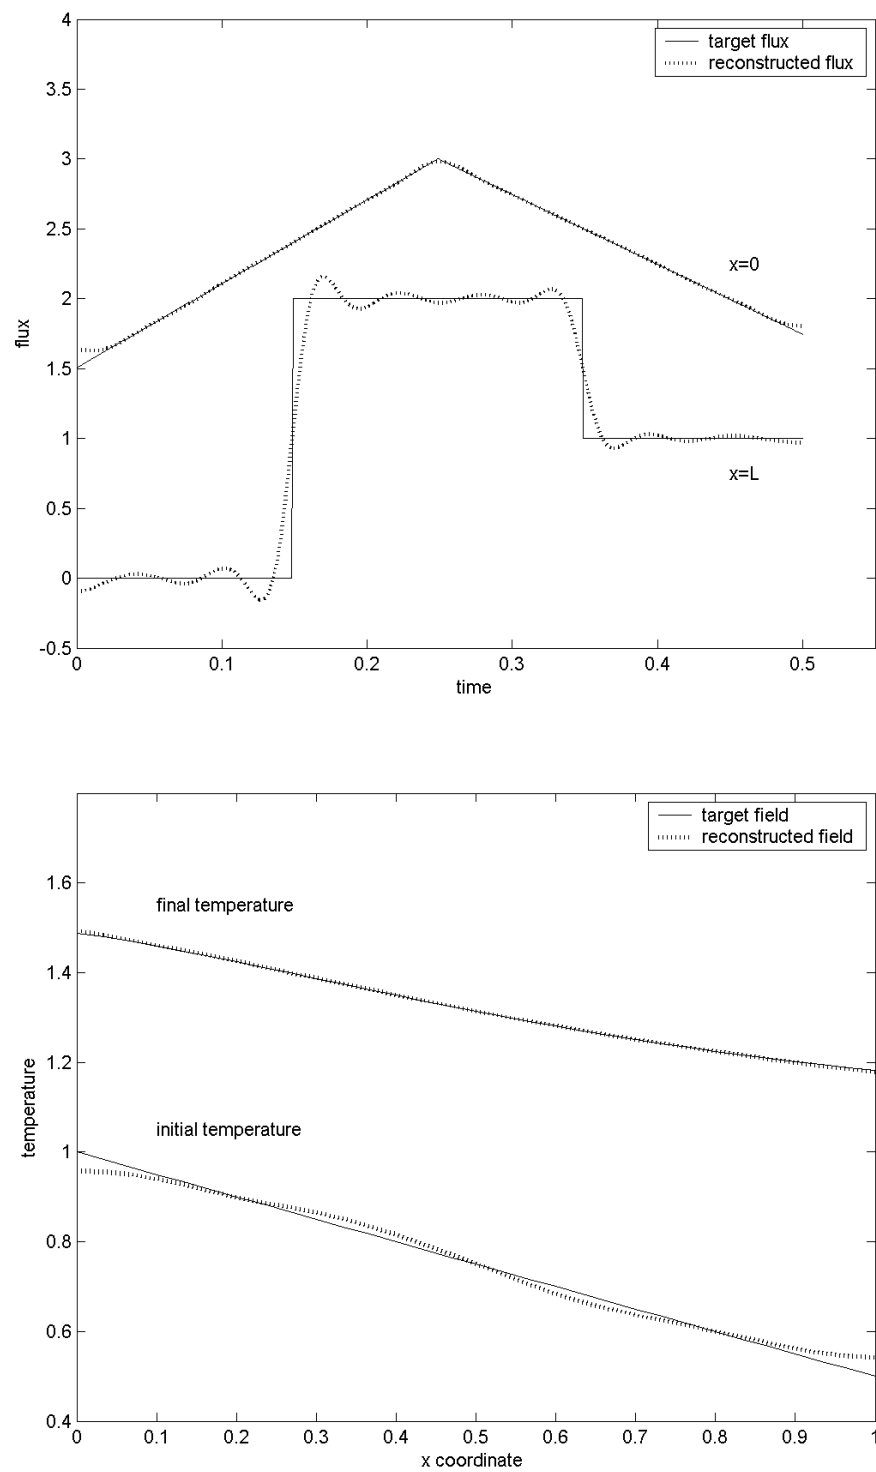 4
target flux
reconstructed flux
3.5
3
2.5
x=0
2
flux
1.5
1
x=L
0.5
0
-0.5
0 0.1 0.2 0.3 0.4 0.5
time
target field
reconstructed field
1.6
final temperature
1.4
1.2
temperature
initial temperature
1
0.8
0.6
0.4
0 0.1 0.2 0.3 0.4 0.5 0.6 0.7 0.8 0.9 1
x coordinate